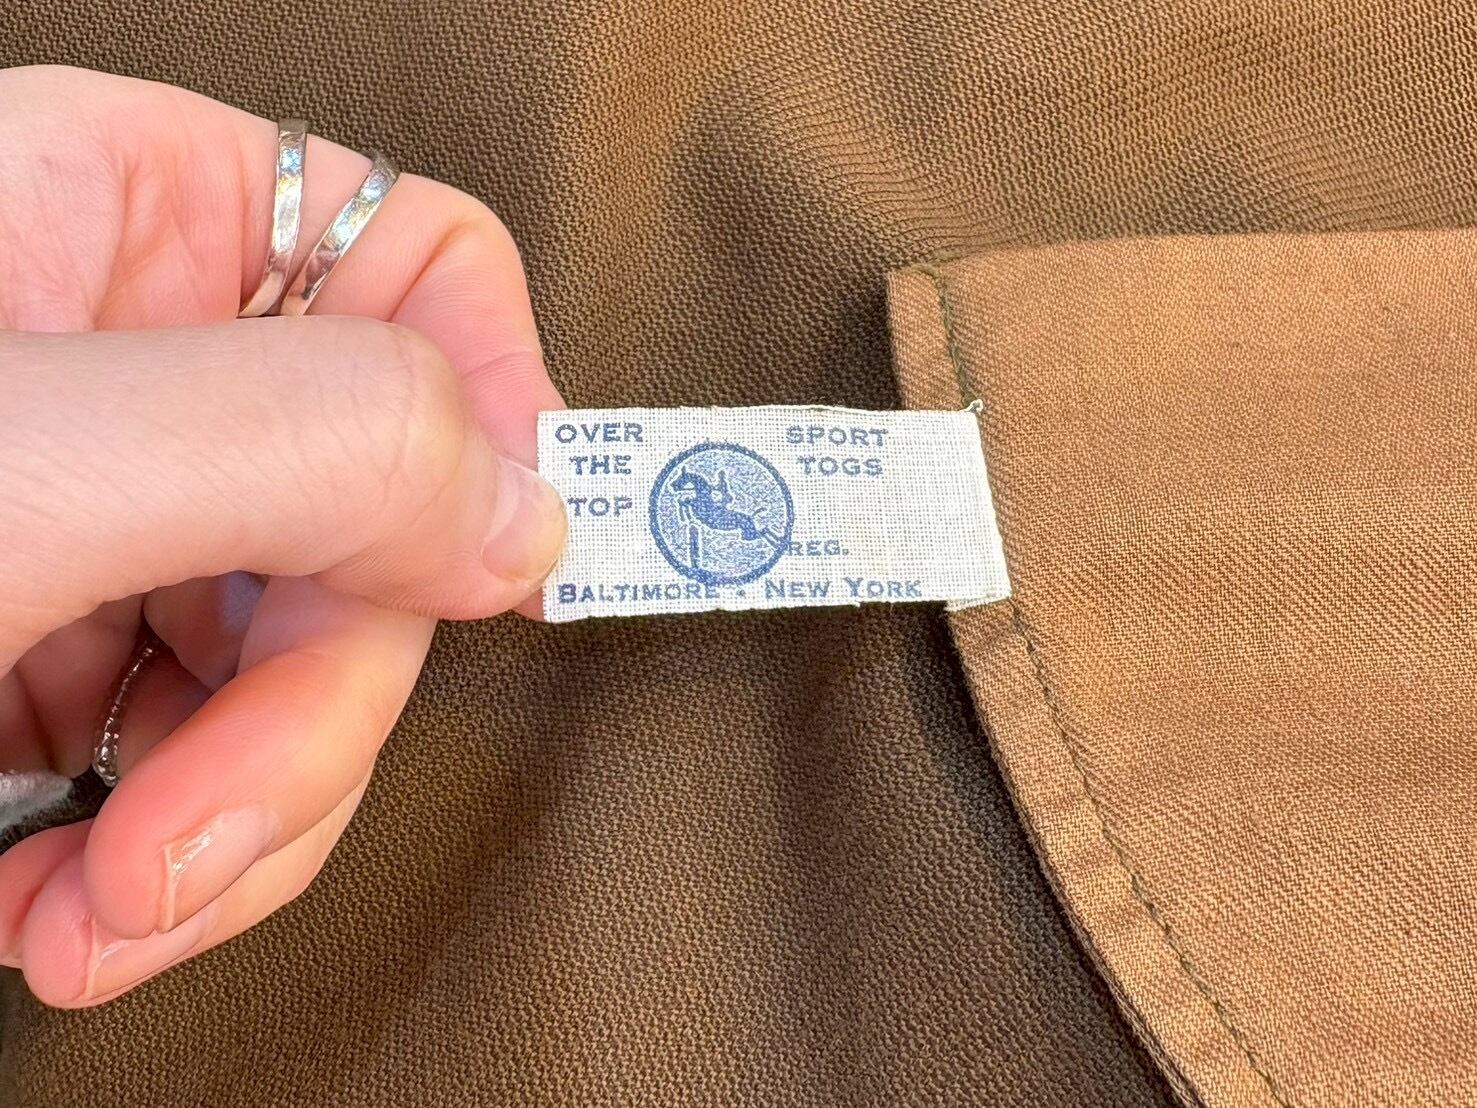 OVER
THE
TOP
SPORT
TOGS
REG.
BALTIMORE • NEW YORK